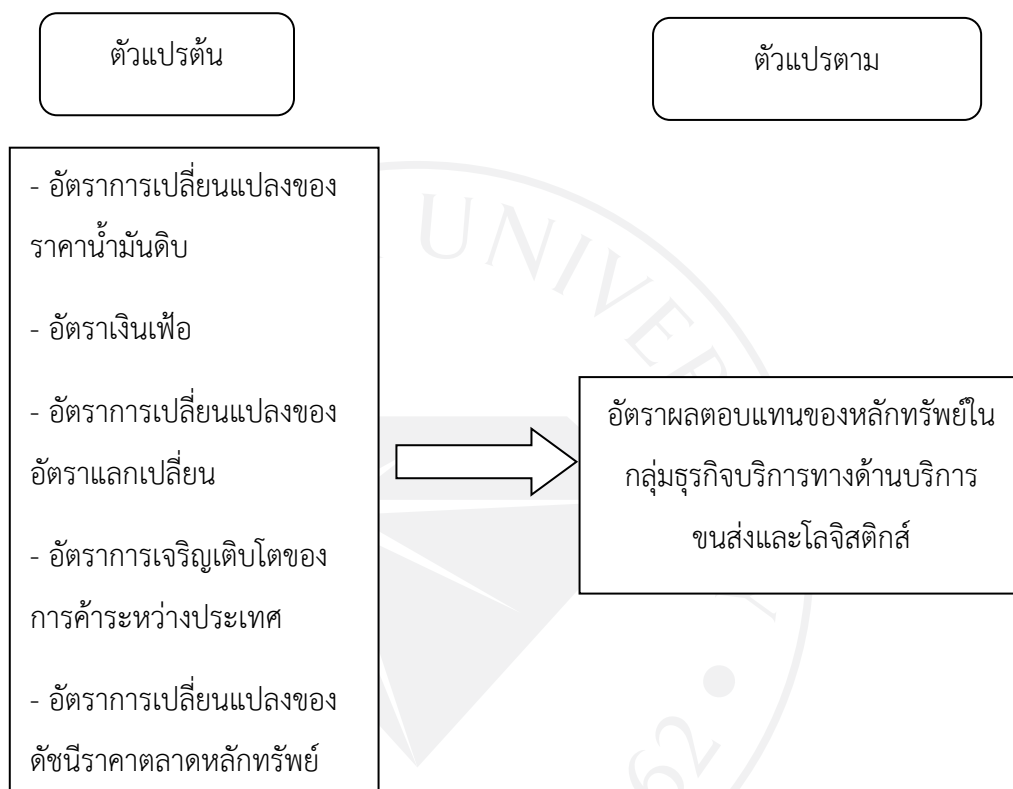 ตัวแปรต้น
ตัวแปรตาม
- อัตราการเปลี่ยนแปลงของ
ราคาน้ำมันดิบ
- อัตราเงินเฟ้อ
- อัตราการเปลี่ยนแปลงของ
อัตราแลกเปลี่ยน
- อัตราการเจริญเติบโตของ
การค้าระหว่างประเทศ
- อัตราการเปลี่ยนแปลงของ
ดัชนีราคาตลาดหลักทรัพย์
อัตราผลตอบแทนของหลักทรัพย์ใน
กลุ่มธุรกิจบริการทางด้านบริการ
ขนส่งและโลจิสติกส์